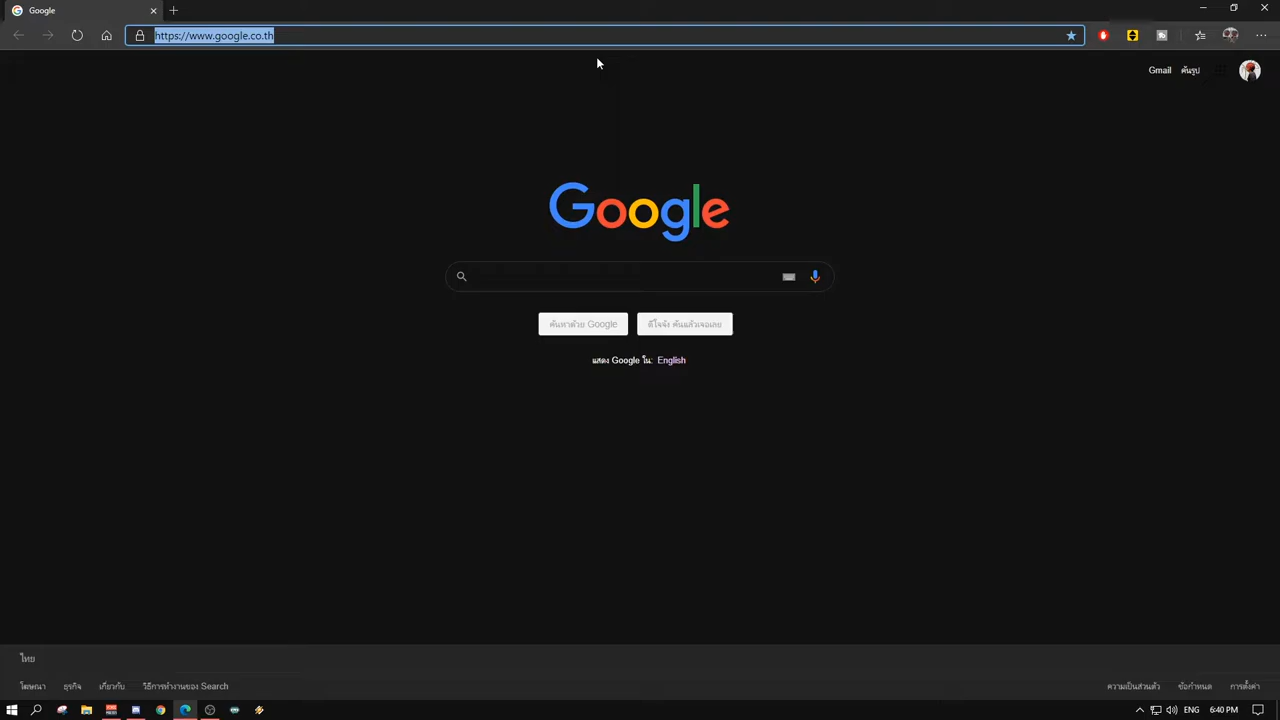 Google
https://www.google.co.th
Gmail
ค้นรูป
Google
ค้นหาด้วย Google
ดีใจจัง ค้นแล้วเจอเลย
แสดง Google ใน: English
ไทย
โฆษณา
ธุรกิจ
เกี่ยวกับ
วิธีการทำงานของ Search
ความเป็นส่วนตัว
ข้อกำหนด
การตั้งค่า
ENG
6:40 PM